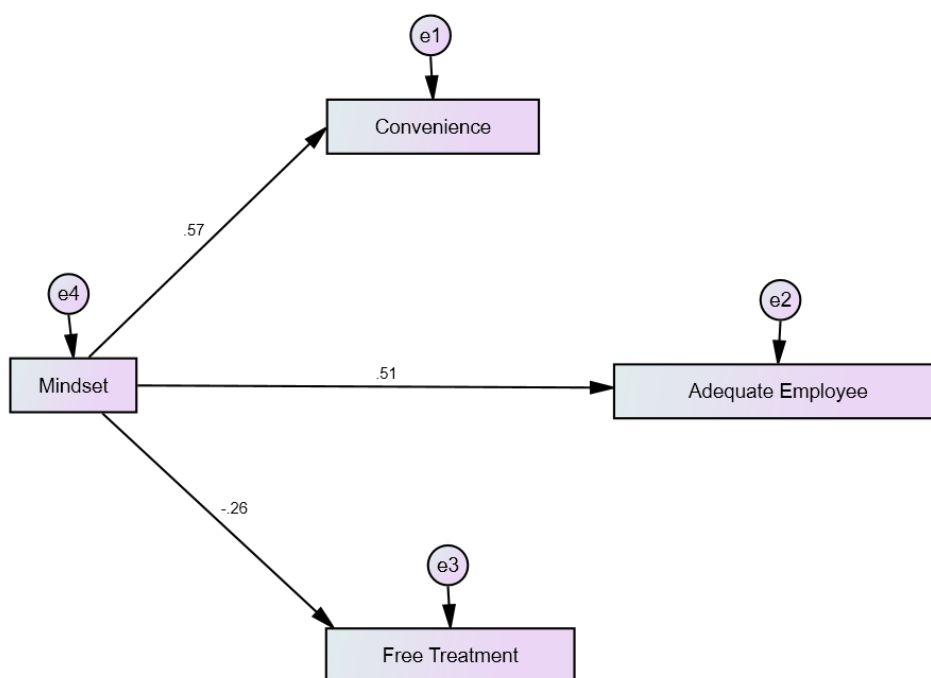 e1
Convenience
.57
e4
e2
Mindset
.51
Adequate Employee
-.26
e3
Free Treatment